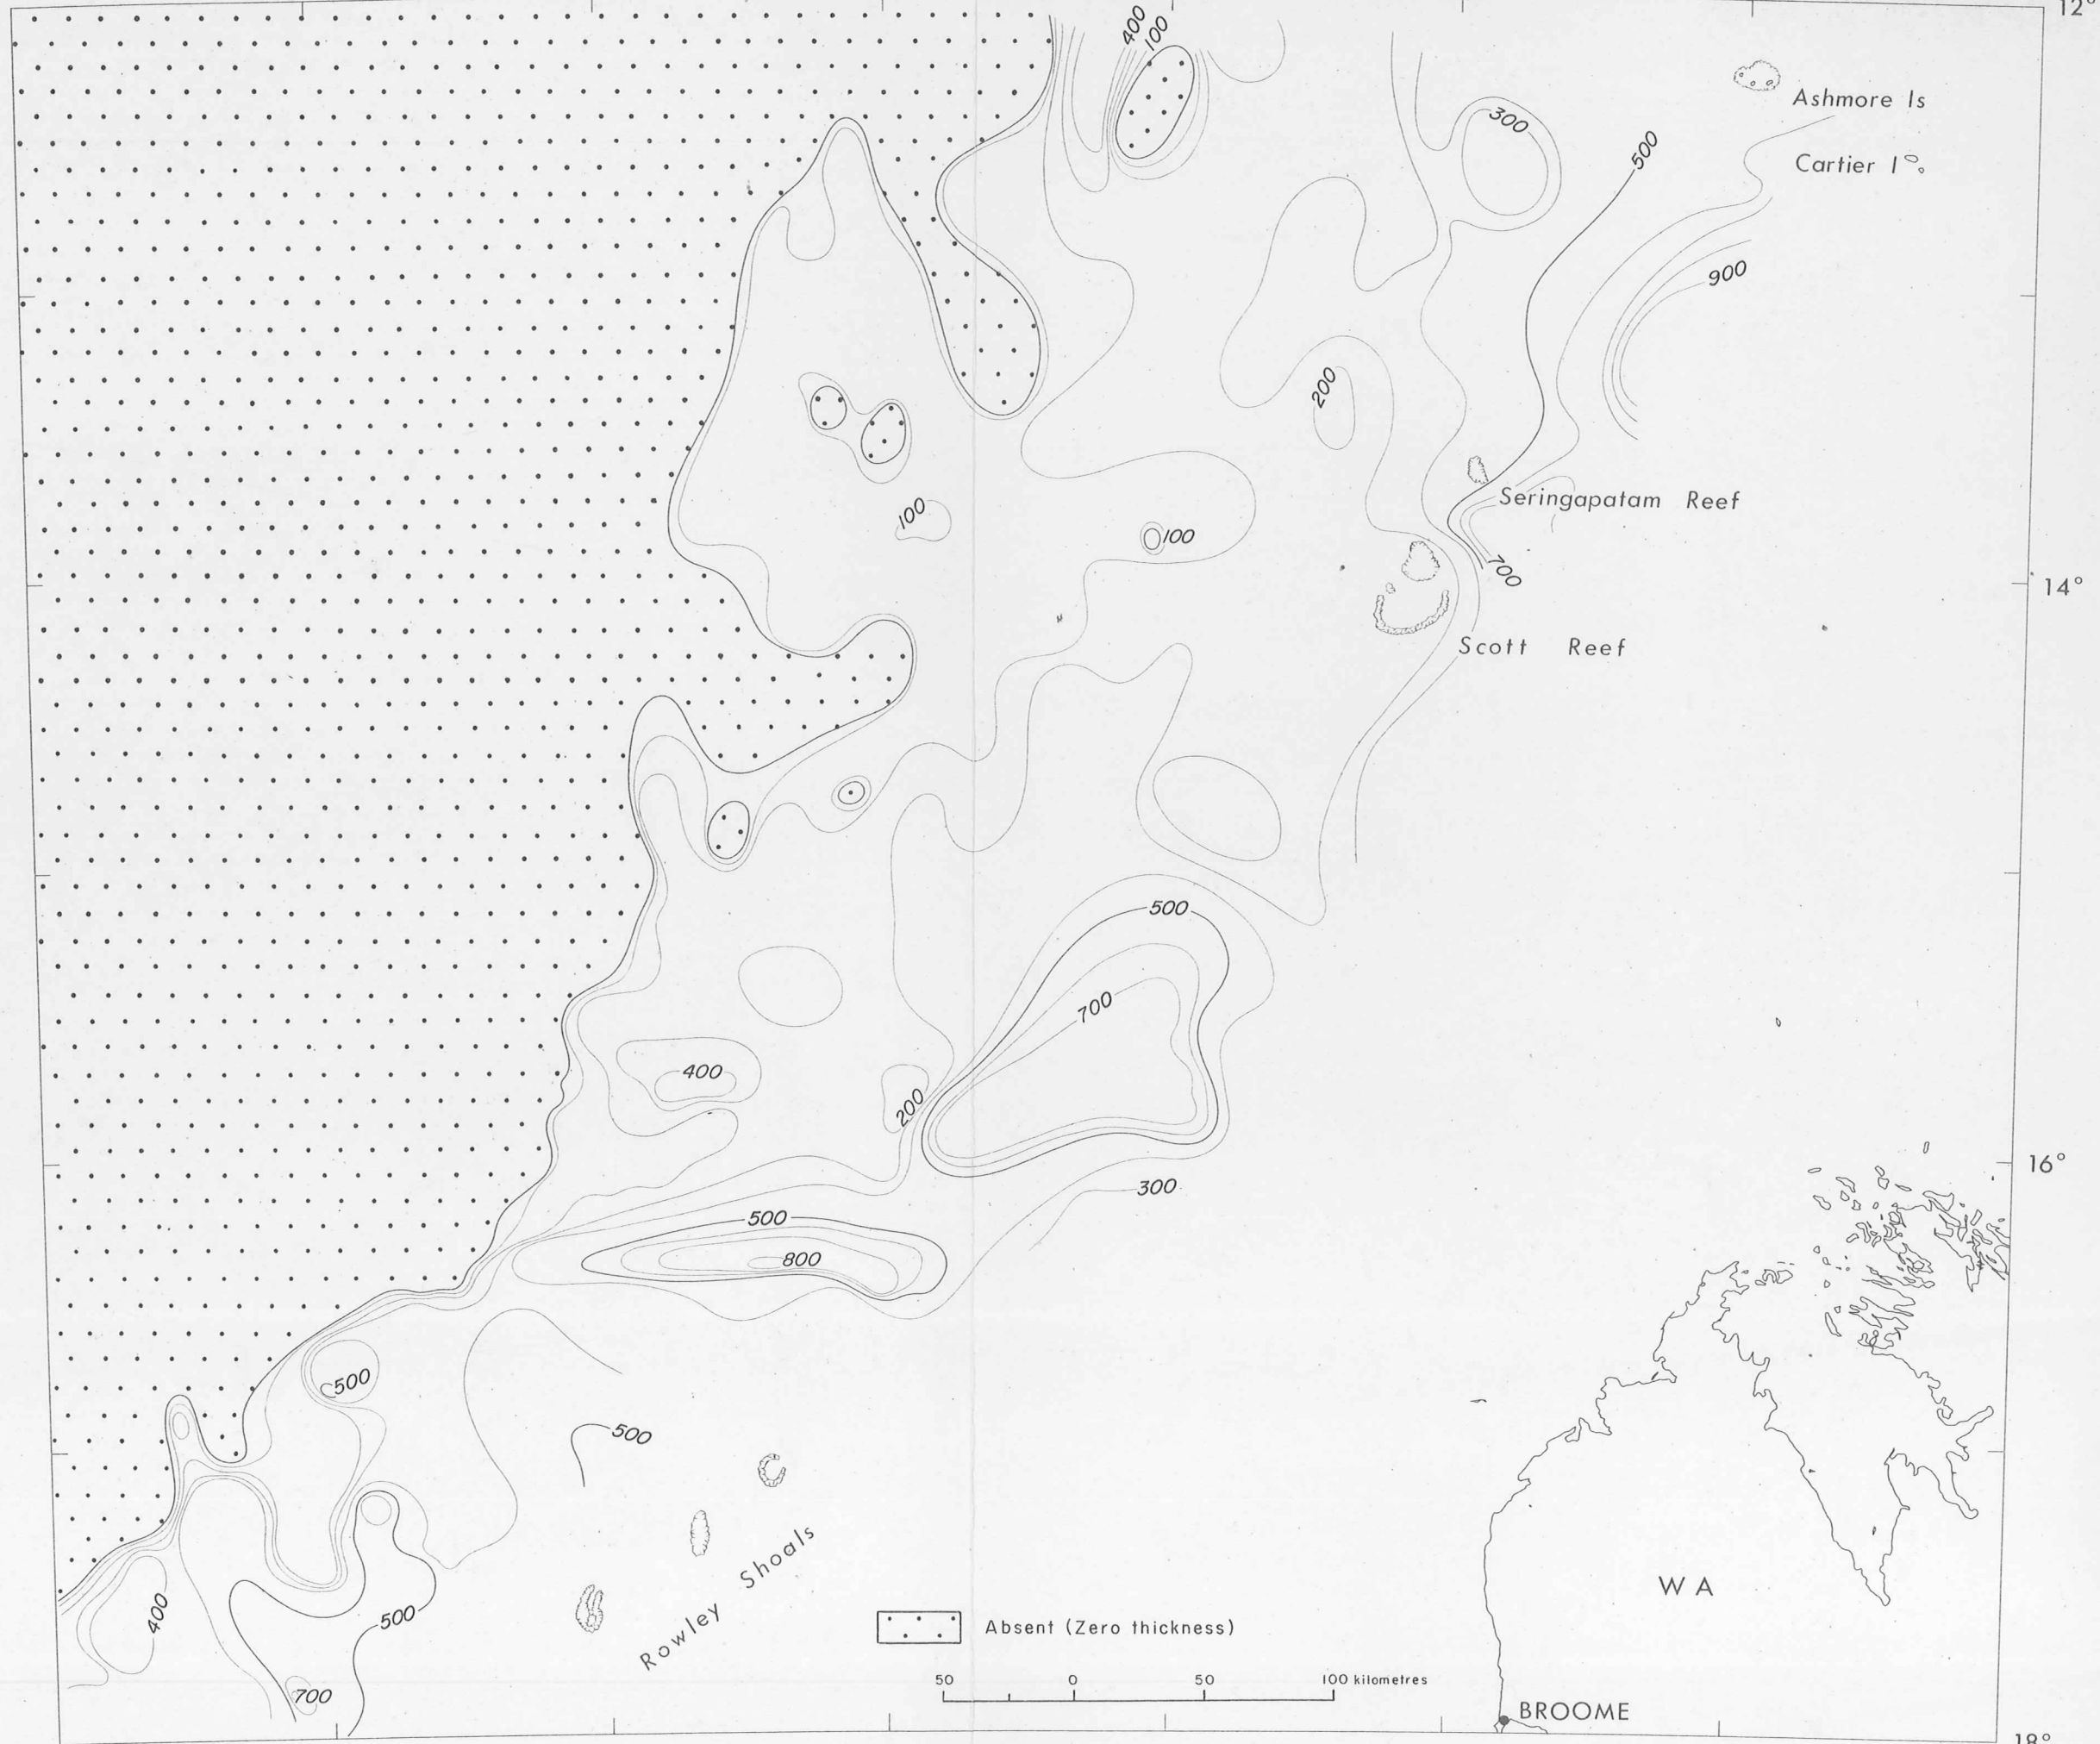 12°
400
100
Ashmore Is
300
500
Cartier I
900
200
100
Seringapatam Reef
100
700
14°
Scott Reef
500
700
400
200
16°
300
500
800
500
500
WA
400
500
Rowley Shoals
Absent (Zero thickness)
50 0 50 100 kilometres
700
BROOME
18°